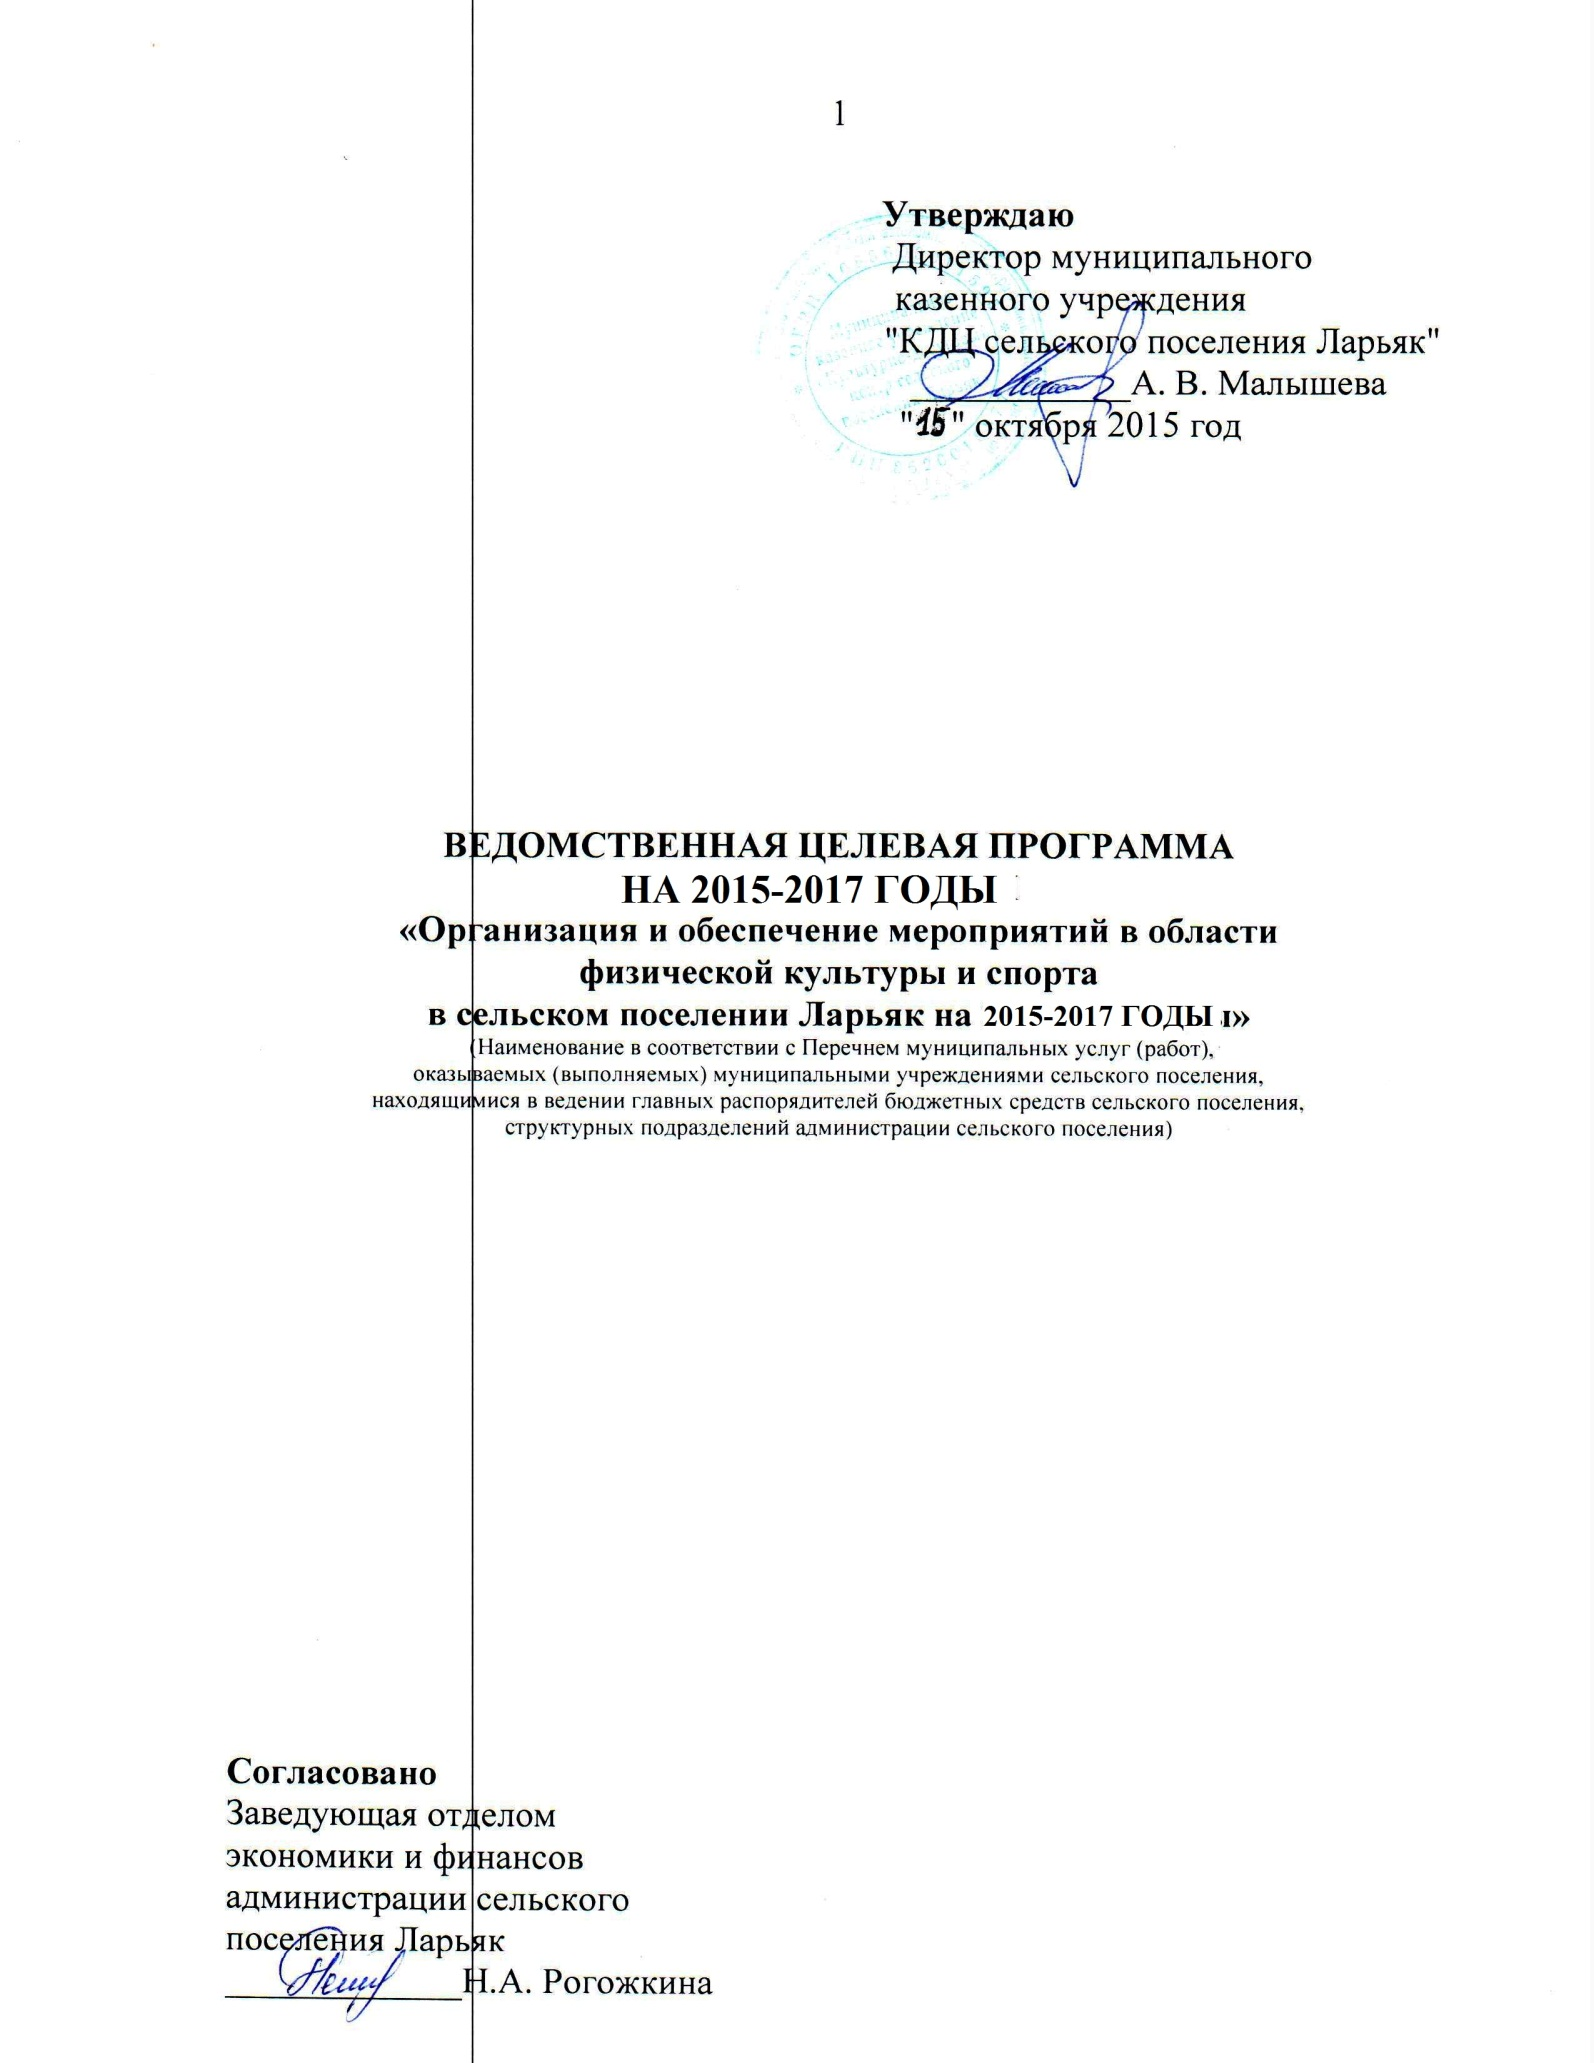 1
Утверждаю
Директор муниципального
казенного учреждения
"КДЦ сельского поселения Ларьяк"
А. В. Малышева
"15" октября 2015 год
ВЕДОМСТВЕННАЯ ЦЕЛЕВАЯ ПРОГРАММА
НА 2015-2017 ГОДЫ
«Организация и обеспечение мероприятий в области
физической культуры и спорта
в сельском поселении Ларьяк на 2015-2017 ГОДЫ»
(Наименование в соответствии с Перечнем муниципальных услуг (работ),
оказываемых (выполняемых) муниципальными учреждениями сельского поселения,
находящимися в ведении главных распорядителей бюджетных средств сельского поселения,
структурных подразделений администрации сельского поселения)
Согласовано
Заведующая отделом
экономики и финансов
администрации сельского
поселения Ларьяк
Н.А. Рогожкина